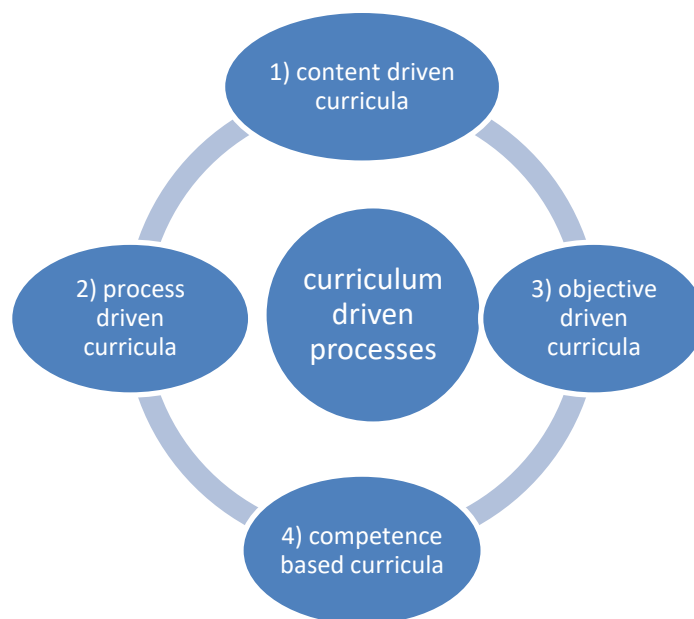 1) content driven
curricula
2) process
driven
curricula
curriculum
driven
processes
3) objective
driven
curricula
4) competence
based curricula